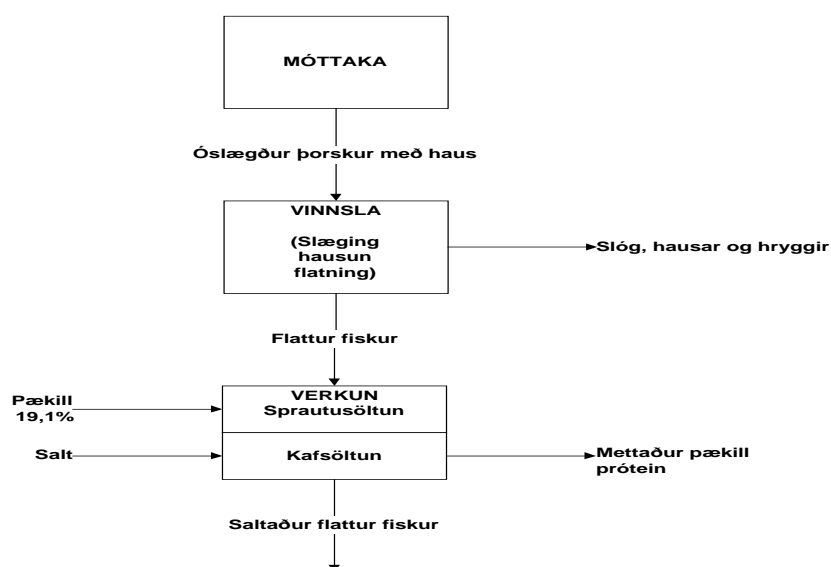 MÓTTAKA
Óslægður þorskur með haus
VINNSLA
(Slæging
hausun
flatning)
Slóg, hausar og hryggir
Flattur fiskur
Pækill
19,1%
VERKUN
Sprautusöltun
Salt
Kafsöltun
Mettaður pækill
prótein
Saltaður flattur fiskur